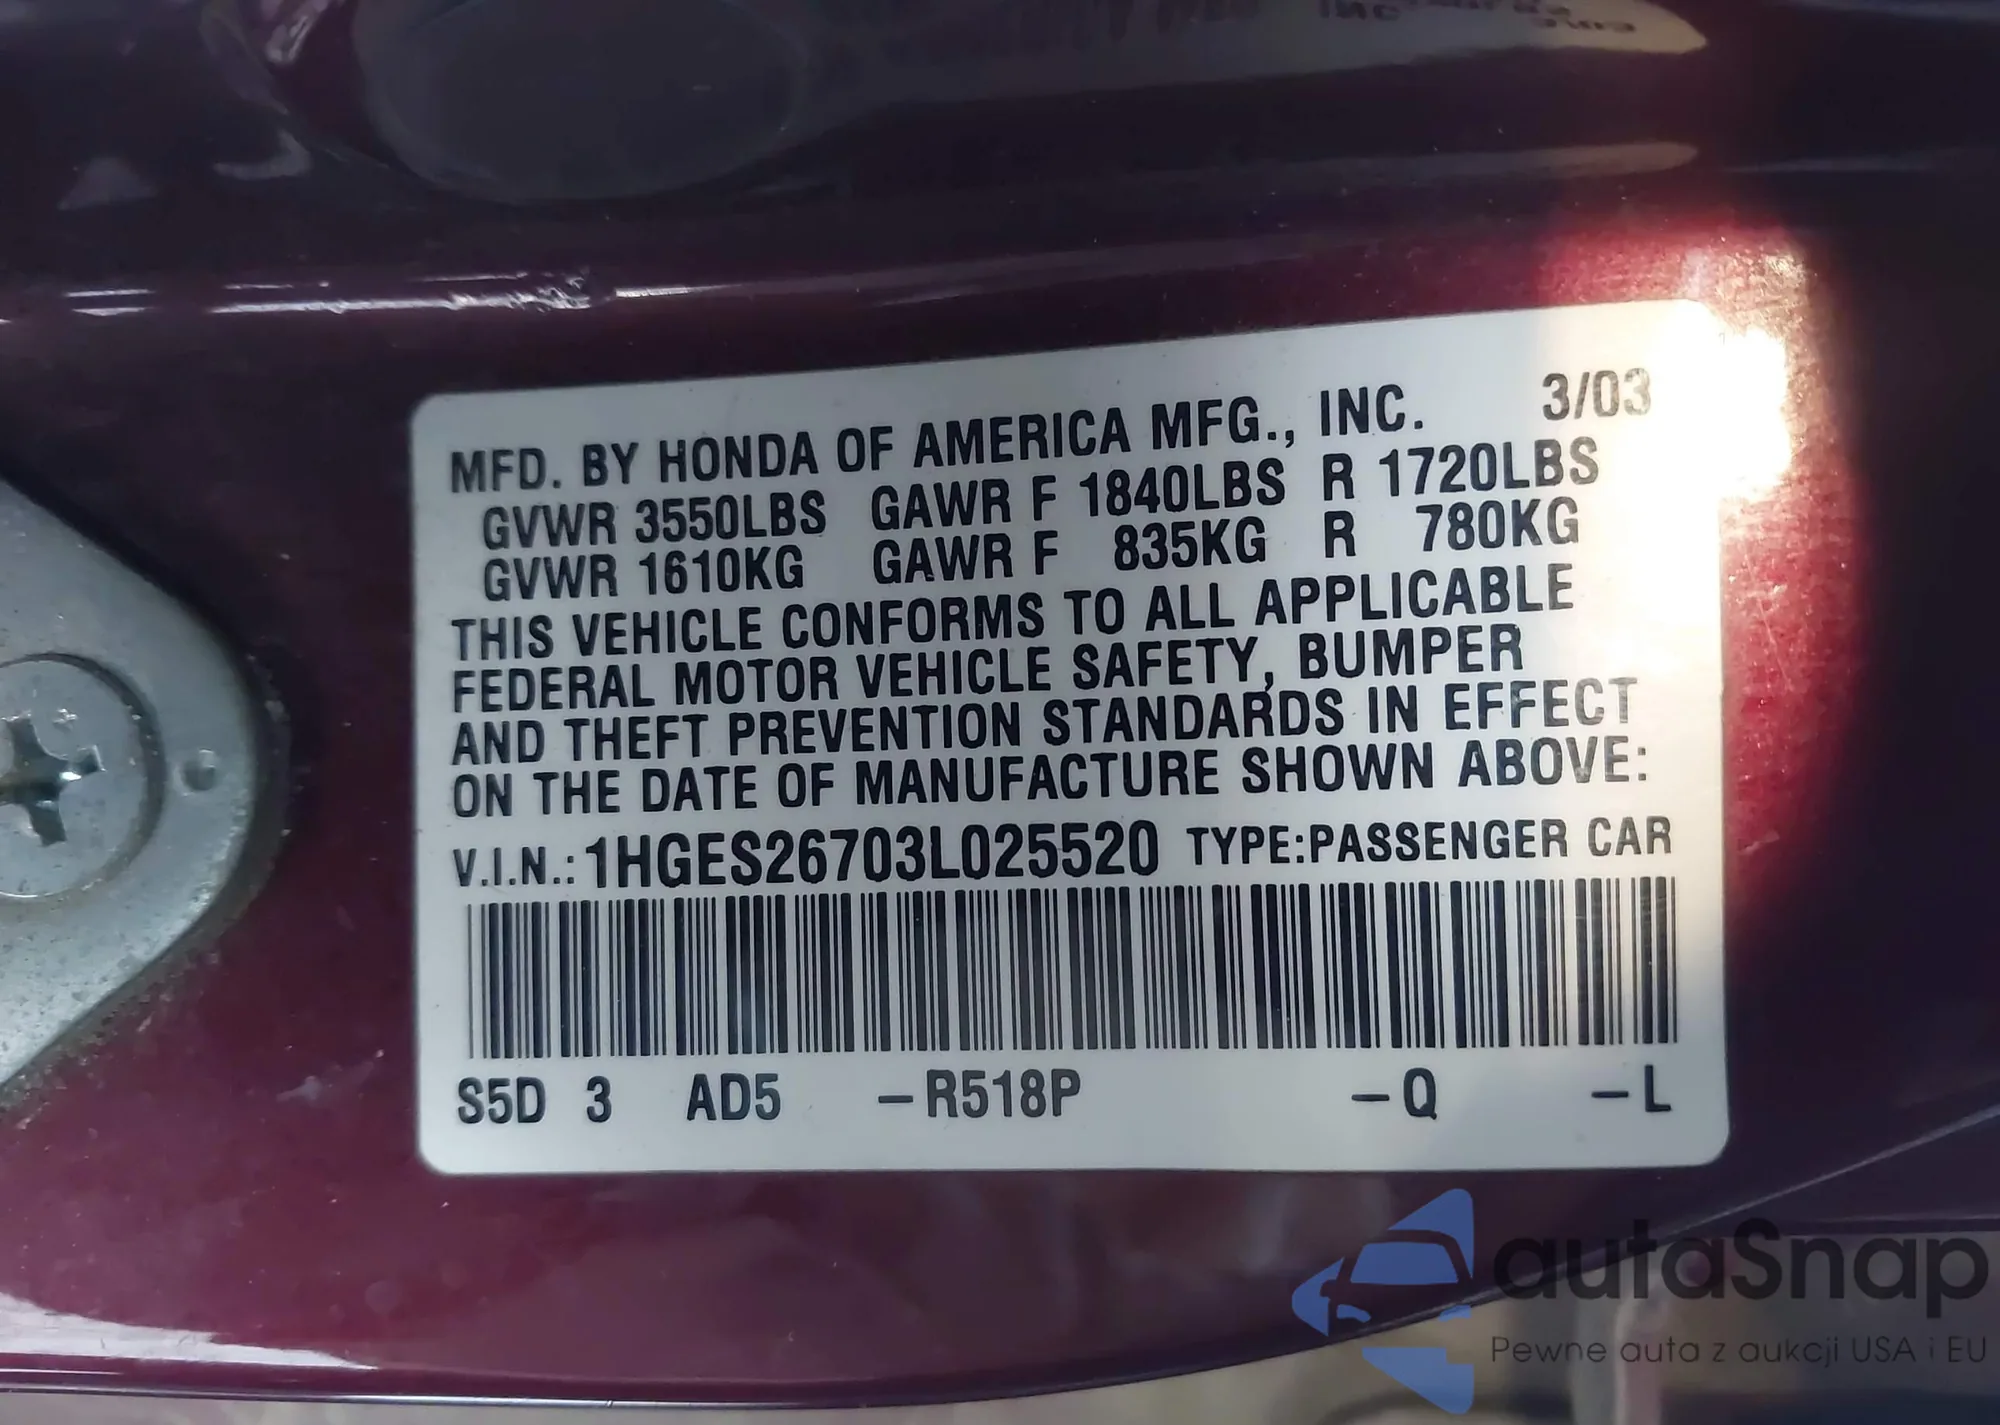 MFD. BY HONDA OF AMERICA MFG., INC. 3/03
GVWR 3550LBS GAWR F 1840LBS R 1720LBS
GVWR 1610KG GAWR F 835KG R 780KG
THIS VEHICLE CONFORMS TO ALL APPLICABLE
FEDERAL MOTOR VEHICLE SAFETY, BUMPER
AND THEFT PREVENTION STANDARDS IN EFFECT
ON THE DATE OF MANUFACTURE SHOWN ABOVE:
V.I.N.: 1HGES26703L025520 TYPE:PASSENGER CAR
S5D 3 AD5 –R518P –Q –L
autaSnap
Pewne auta z aukcji USA i EU